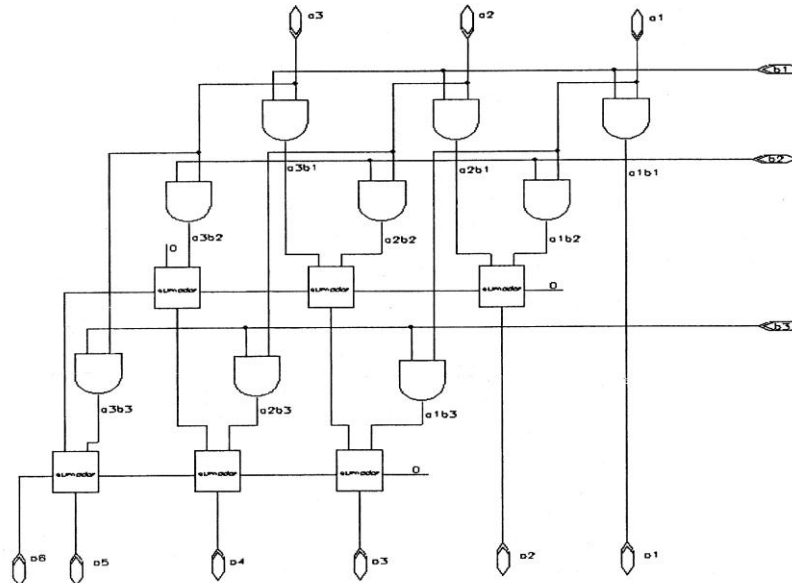 a3
a2
a1
b1
b2
a3b1
a2b1
a1b1
a3b2
a2b2
a1b2
0
sumador
sumador
sumador
0
b3
a3b3
a2b3
a1b3
sumador
sumador
sumador
0
p6
p5
p4
p3
p2
p1